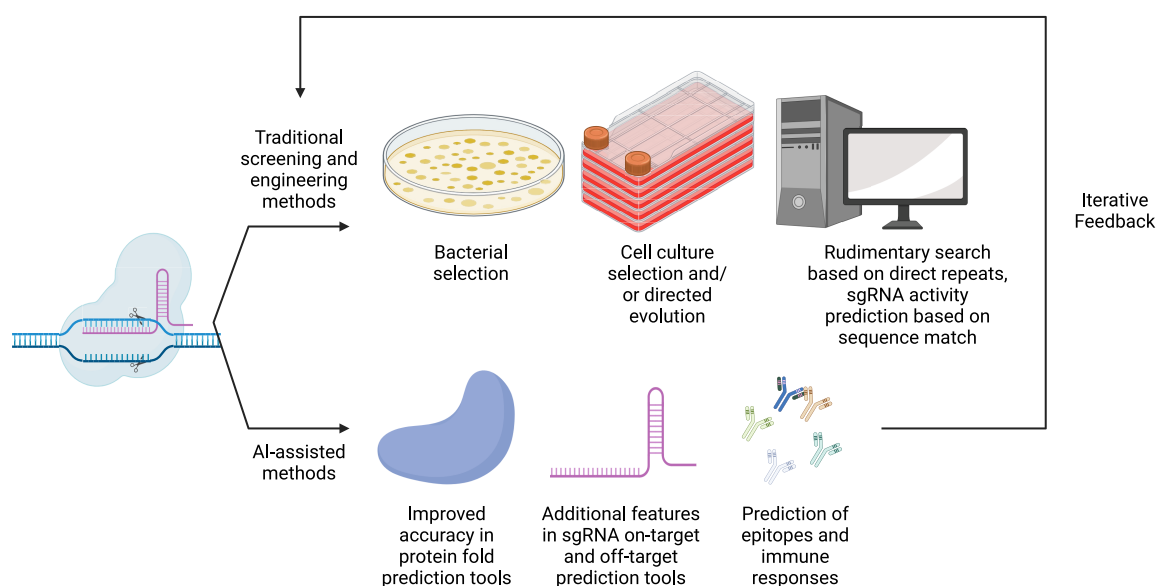 Traditional
screening and
engineering
methods
Bacterial
selection
Cell culture
selection and/
or directed
evolution
Rudimentary search
based on direct repeats,
sgRNA activity
prediction based on
sequence match
Iterative
Feedback
AI-assisted
methods
Improved
accuracy in
protein fold
prediction tools
Additional features
in sgRNA on-target
and off-target
prediction tools
Prediction of
epitopes and
immune
responses